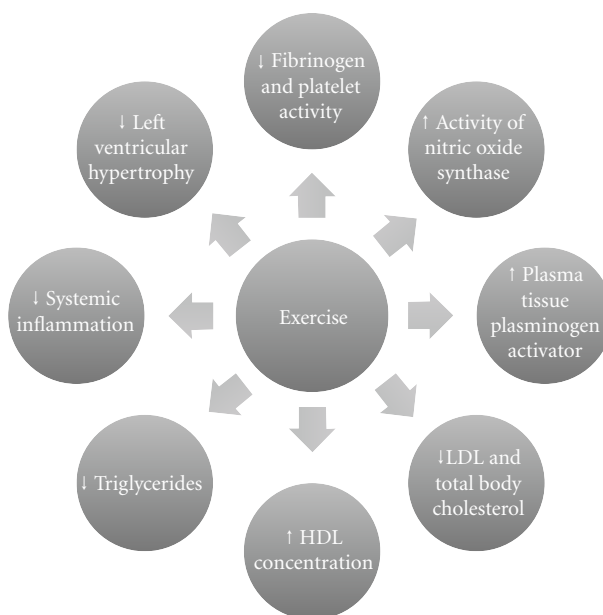 ↓ Fibrinogen
and platelet
activity
↑ Activity of
nitric oxide
synthase
↑ Plasma
tissue
plasminogen
activator
↓LDL and
total body
cholesterol
↑ HDL
concentration
↓ Triglycerides
↓ Systemic
inflammation
↓ Left
ventricular
hypertrophy
Exercise